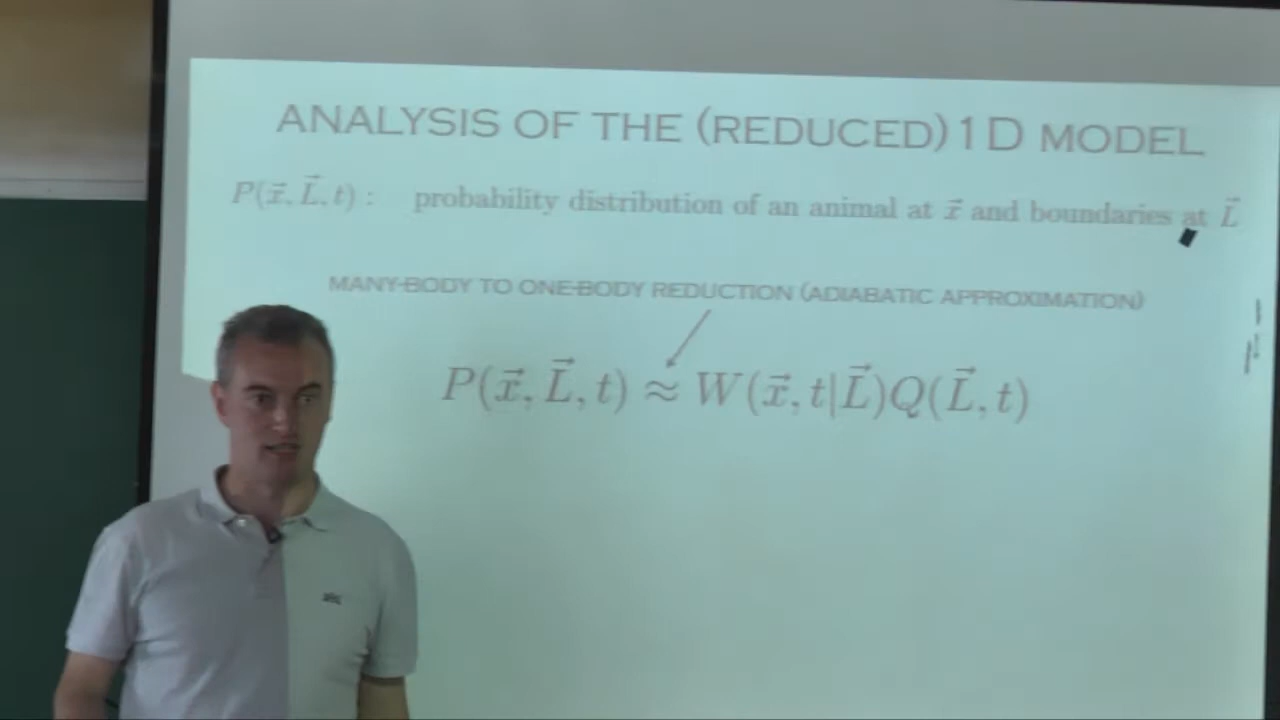 ANALYSIS OF THE (REDUCED) 1D MODEL
P(x⃗, L⃗, t) : probability distribution of an animal at x⃗ and boundaries at L⃗
MANY-BODY TO ONE-BODY REDUCTION (ADIABATIC APPROXIMATION)
P(x⃗, L⃗, t) ≈ W(x⃗, t|L⃗)Q(L⃗, t)